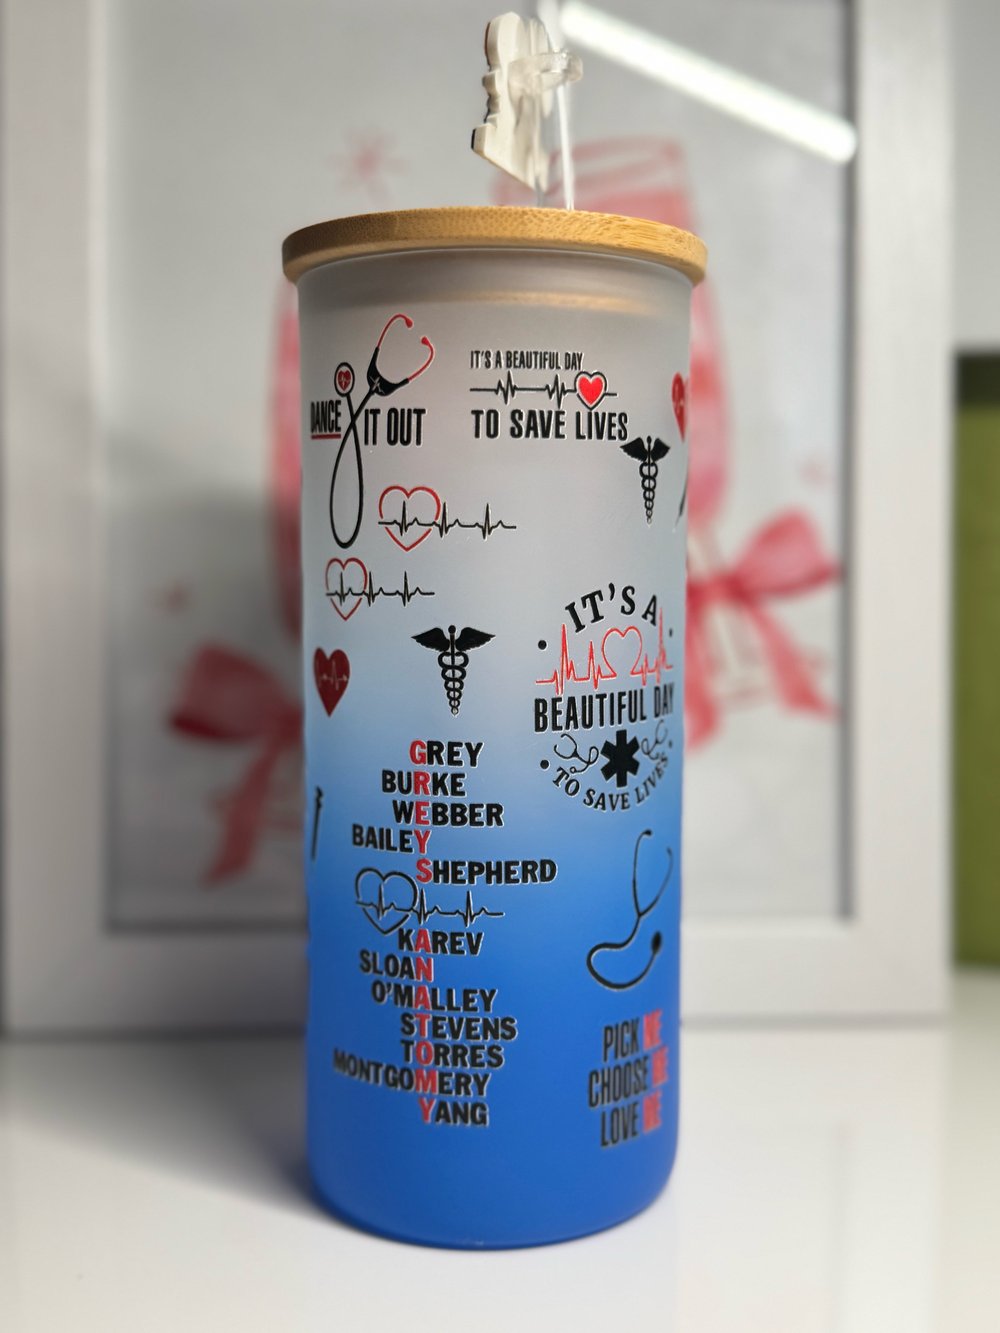 DANCE IT OUT
IT'S A BEAUTIFUL DAY
TO SAVE LIVES
IT'S A
BEAUTIFUL DAY
TO SAVE LIVES
GREY
BURKE
WEBBER
BAILEY
SHEPHERD
KAREV
SLOAN
O'MALLEY
STEVENS
TORRES
MONTGOMERY
YANG
PICK ME
CHOOSE ME
LOVE ME